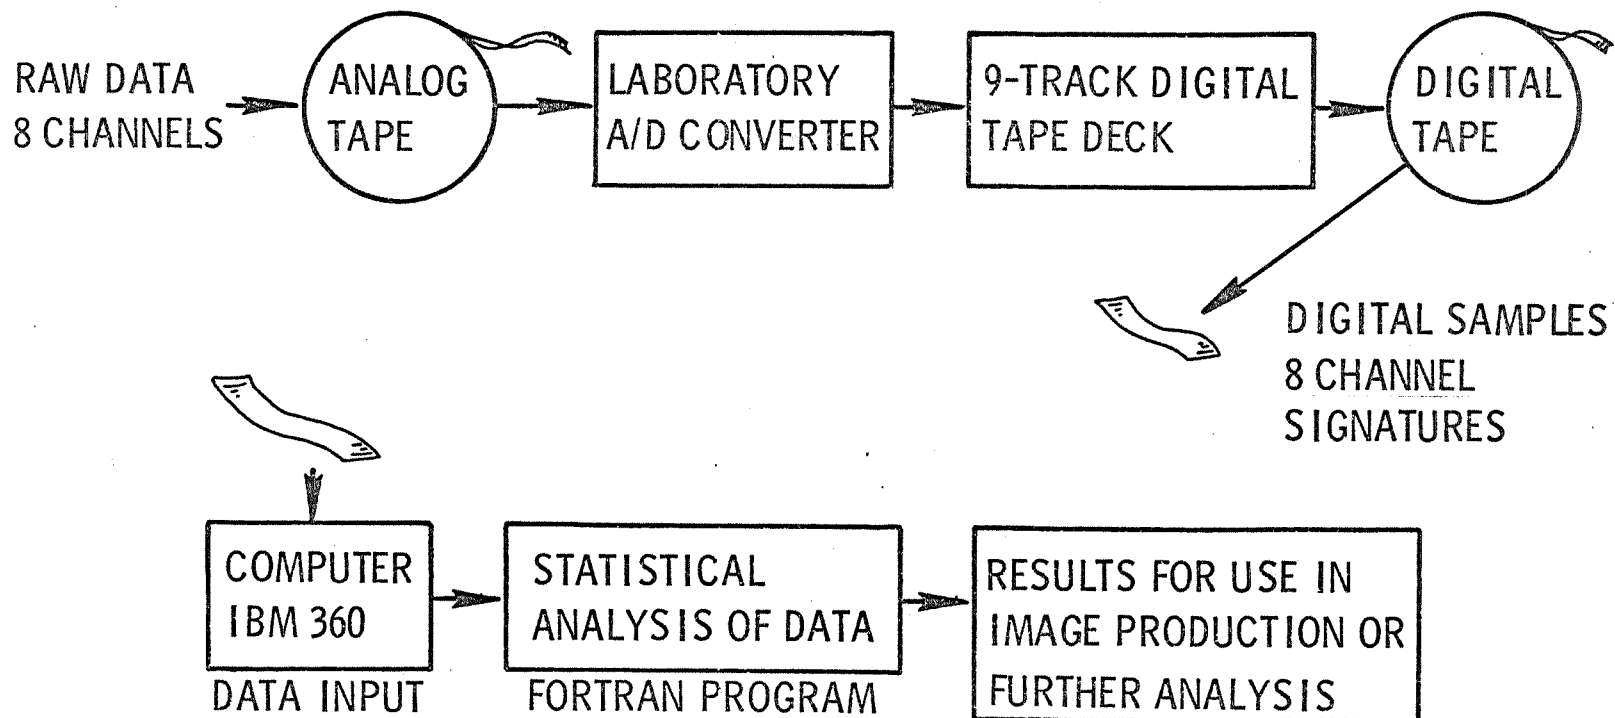 RAW DATA
8 CHANNELS
ANALOG
TAPE
LABORATORY
A/D CONVERTER
9-TRACK DIGITAL
TAPE DECK
DIGITAL
TAPE
DIGITAL SAMPLES
8 CHANNEL
SIGNATURES
COMPUTER
IBM 360
DATA INPUT
STATISTICAL
ANALYSIS OF DATA
FORTRAN PROGRAM
RESULTS FOR USE IN
IMAGE PRODUCTION OR
FURTHER ANALYSIS